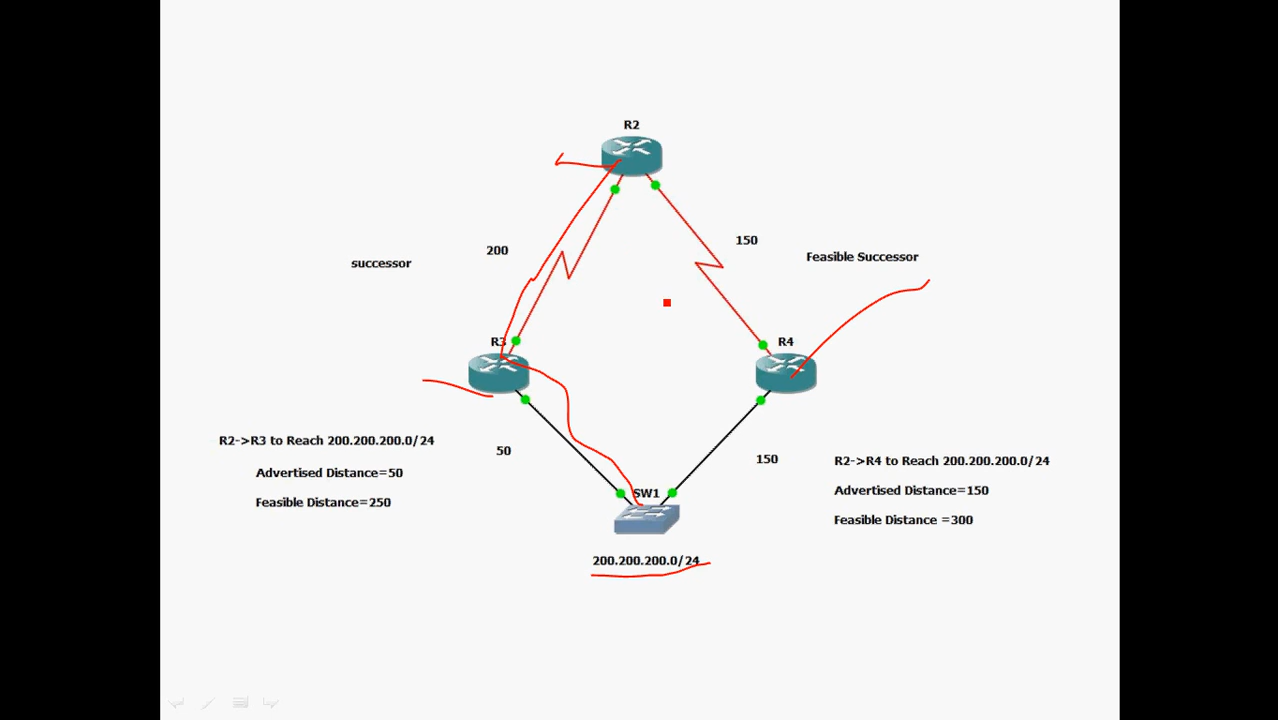 R2
150
200
Feasible Successor
successor
R3
R4
R2->R3 to Reach 200.200.200.0/24
Advertised Distance=50
Feasible Distance=250
50
150
R2->R4 to Reach 200.200.200.0/24
Advertised Distance=150
Feasible Distance =300
SW1
200.200.200.0/24